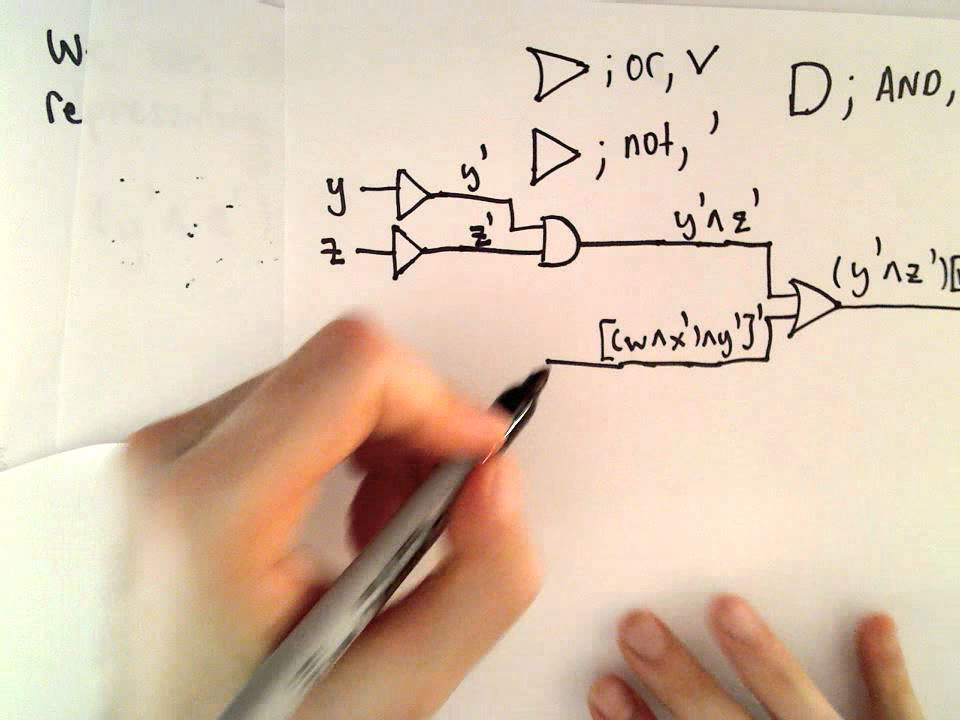 W
re
; or, V
D ; AND,
; not, '
y y'
z z'
y'∧z'
(y'∧z')[
[(w∧x')∧y']'